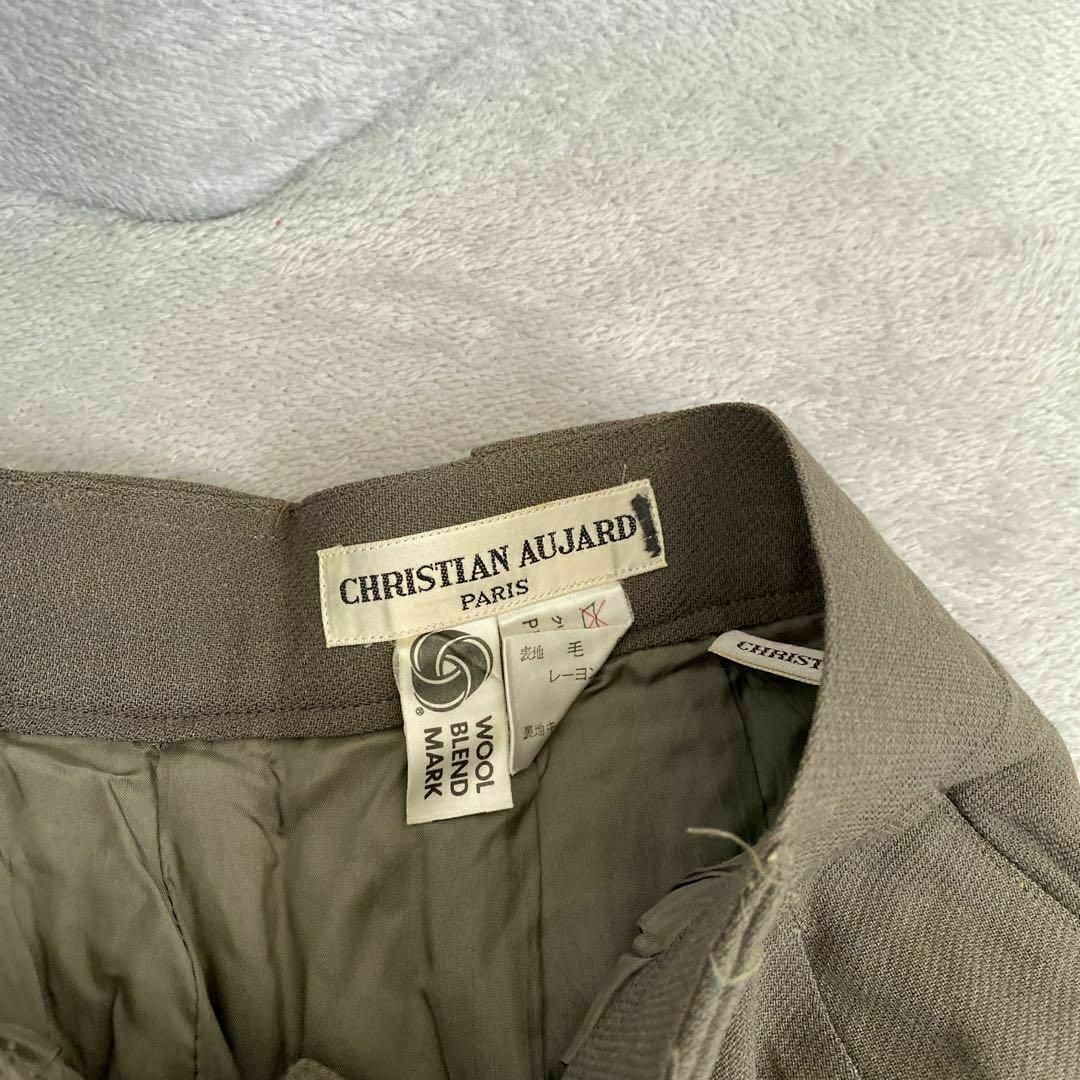 CHRISTIAN AUJARD
PARIS
WOOL
BLEND
MARK
®
表地 毛
レーヨン
裏地
CHRIST